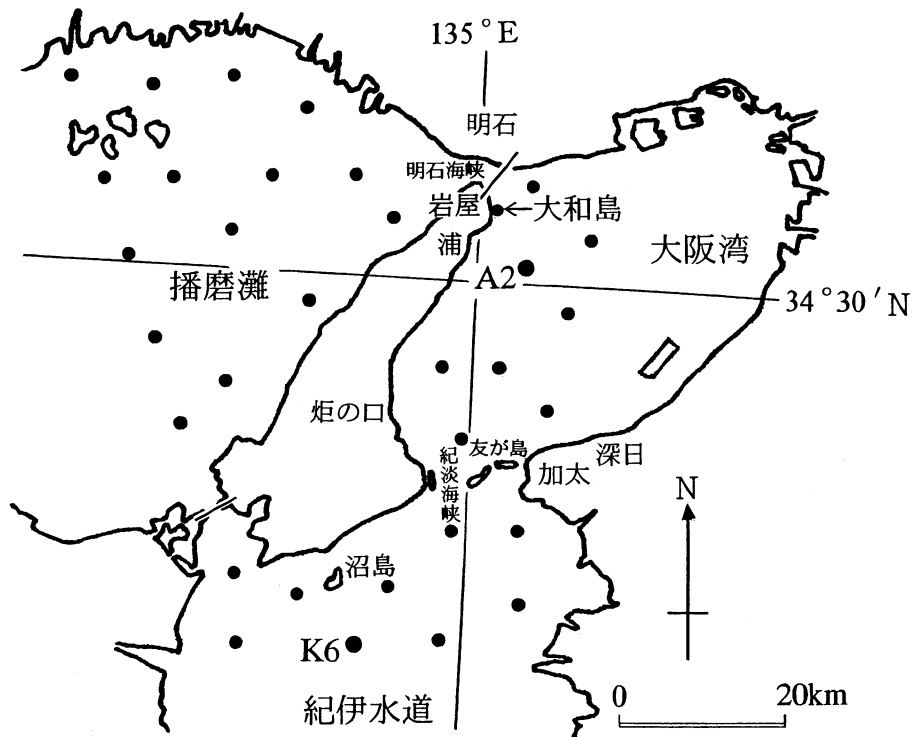 135°E
明石
明石海峡
岩屋
←大和島
浦
大阪湾
播磨灘
A2
34°30′N
炬の口
友が島
紀淡海峡
加太
深日
N
沼島
K6
紀伊水道
0
20km